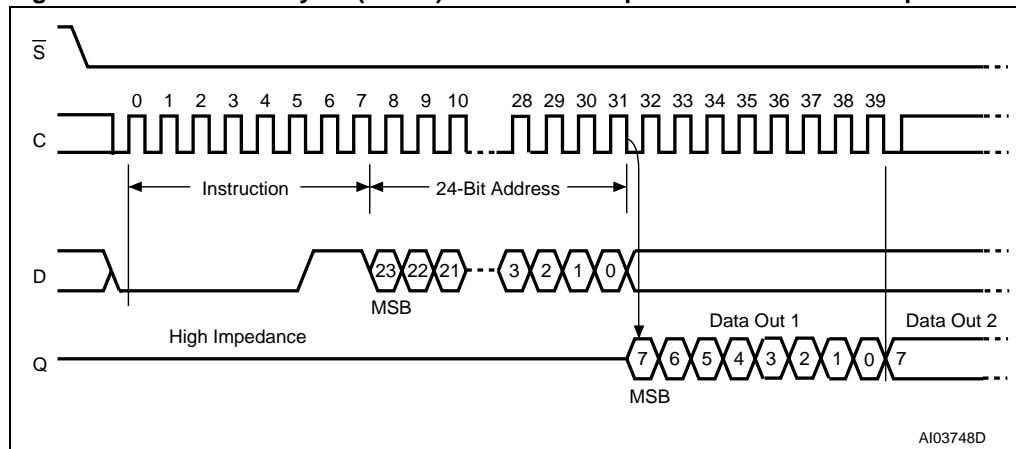 S
0 1 2 3 4 5 6 7 8 9 10 28 29 30 31 32 33 34 35 36 37 38 39
C
Instruction 24-Bit Address
D
23 22 21 3 2 1 0
MSB
High Impedance Data Out 1 Data Out 2
Q
7 6 5 4 3 2 1 0 7
MSB
AI03748D